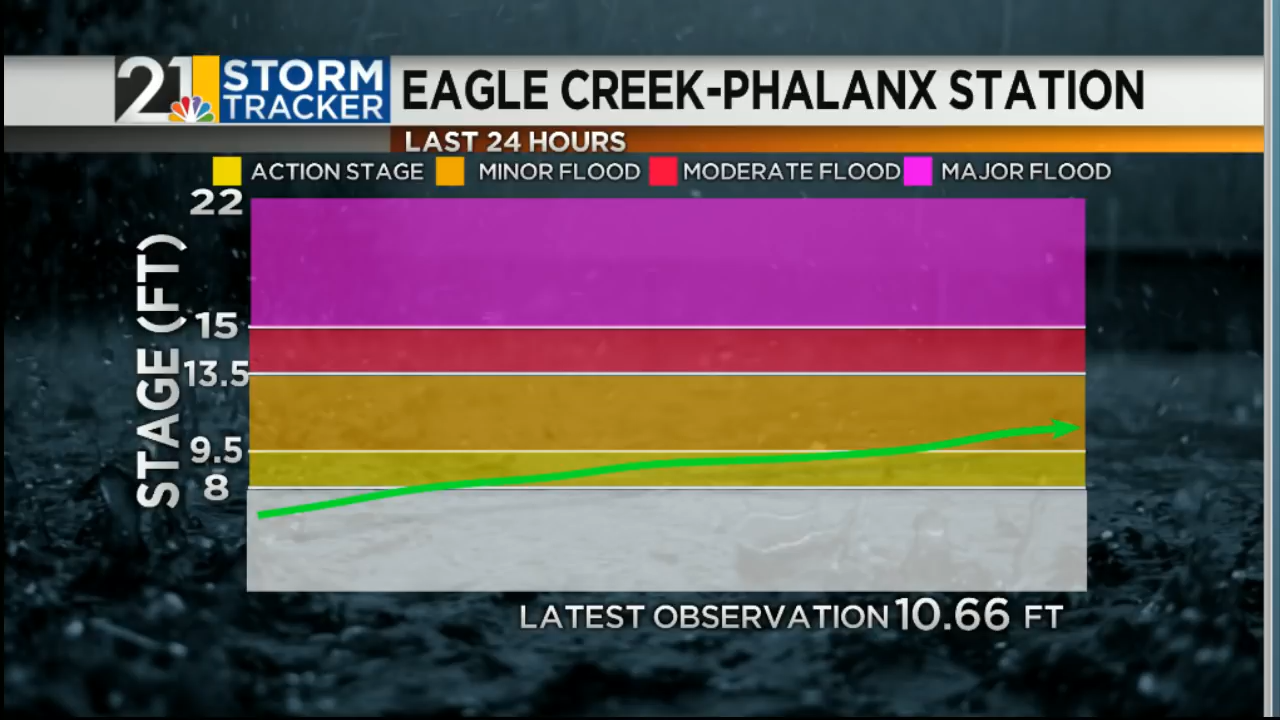 21 STORM TRACKER
EAGLE CREEK-PHALANX STATION
LAST 24 HOURS
ACTION STAGE MINOR FLOOD MODERATE FLOOD MAJOR FLOOD
STAGE (FT)
22
15
13.5
9.5
8
LATEST OBSERVATION 10.66 FT